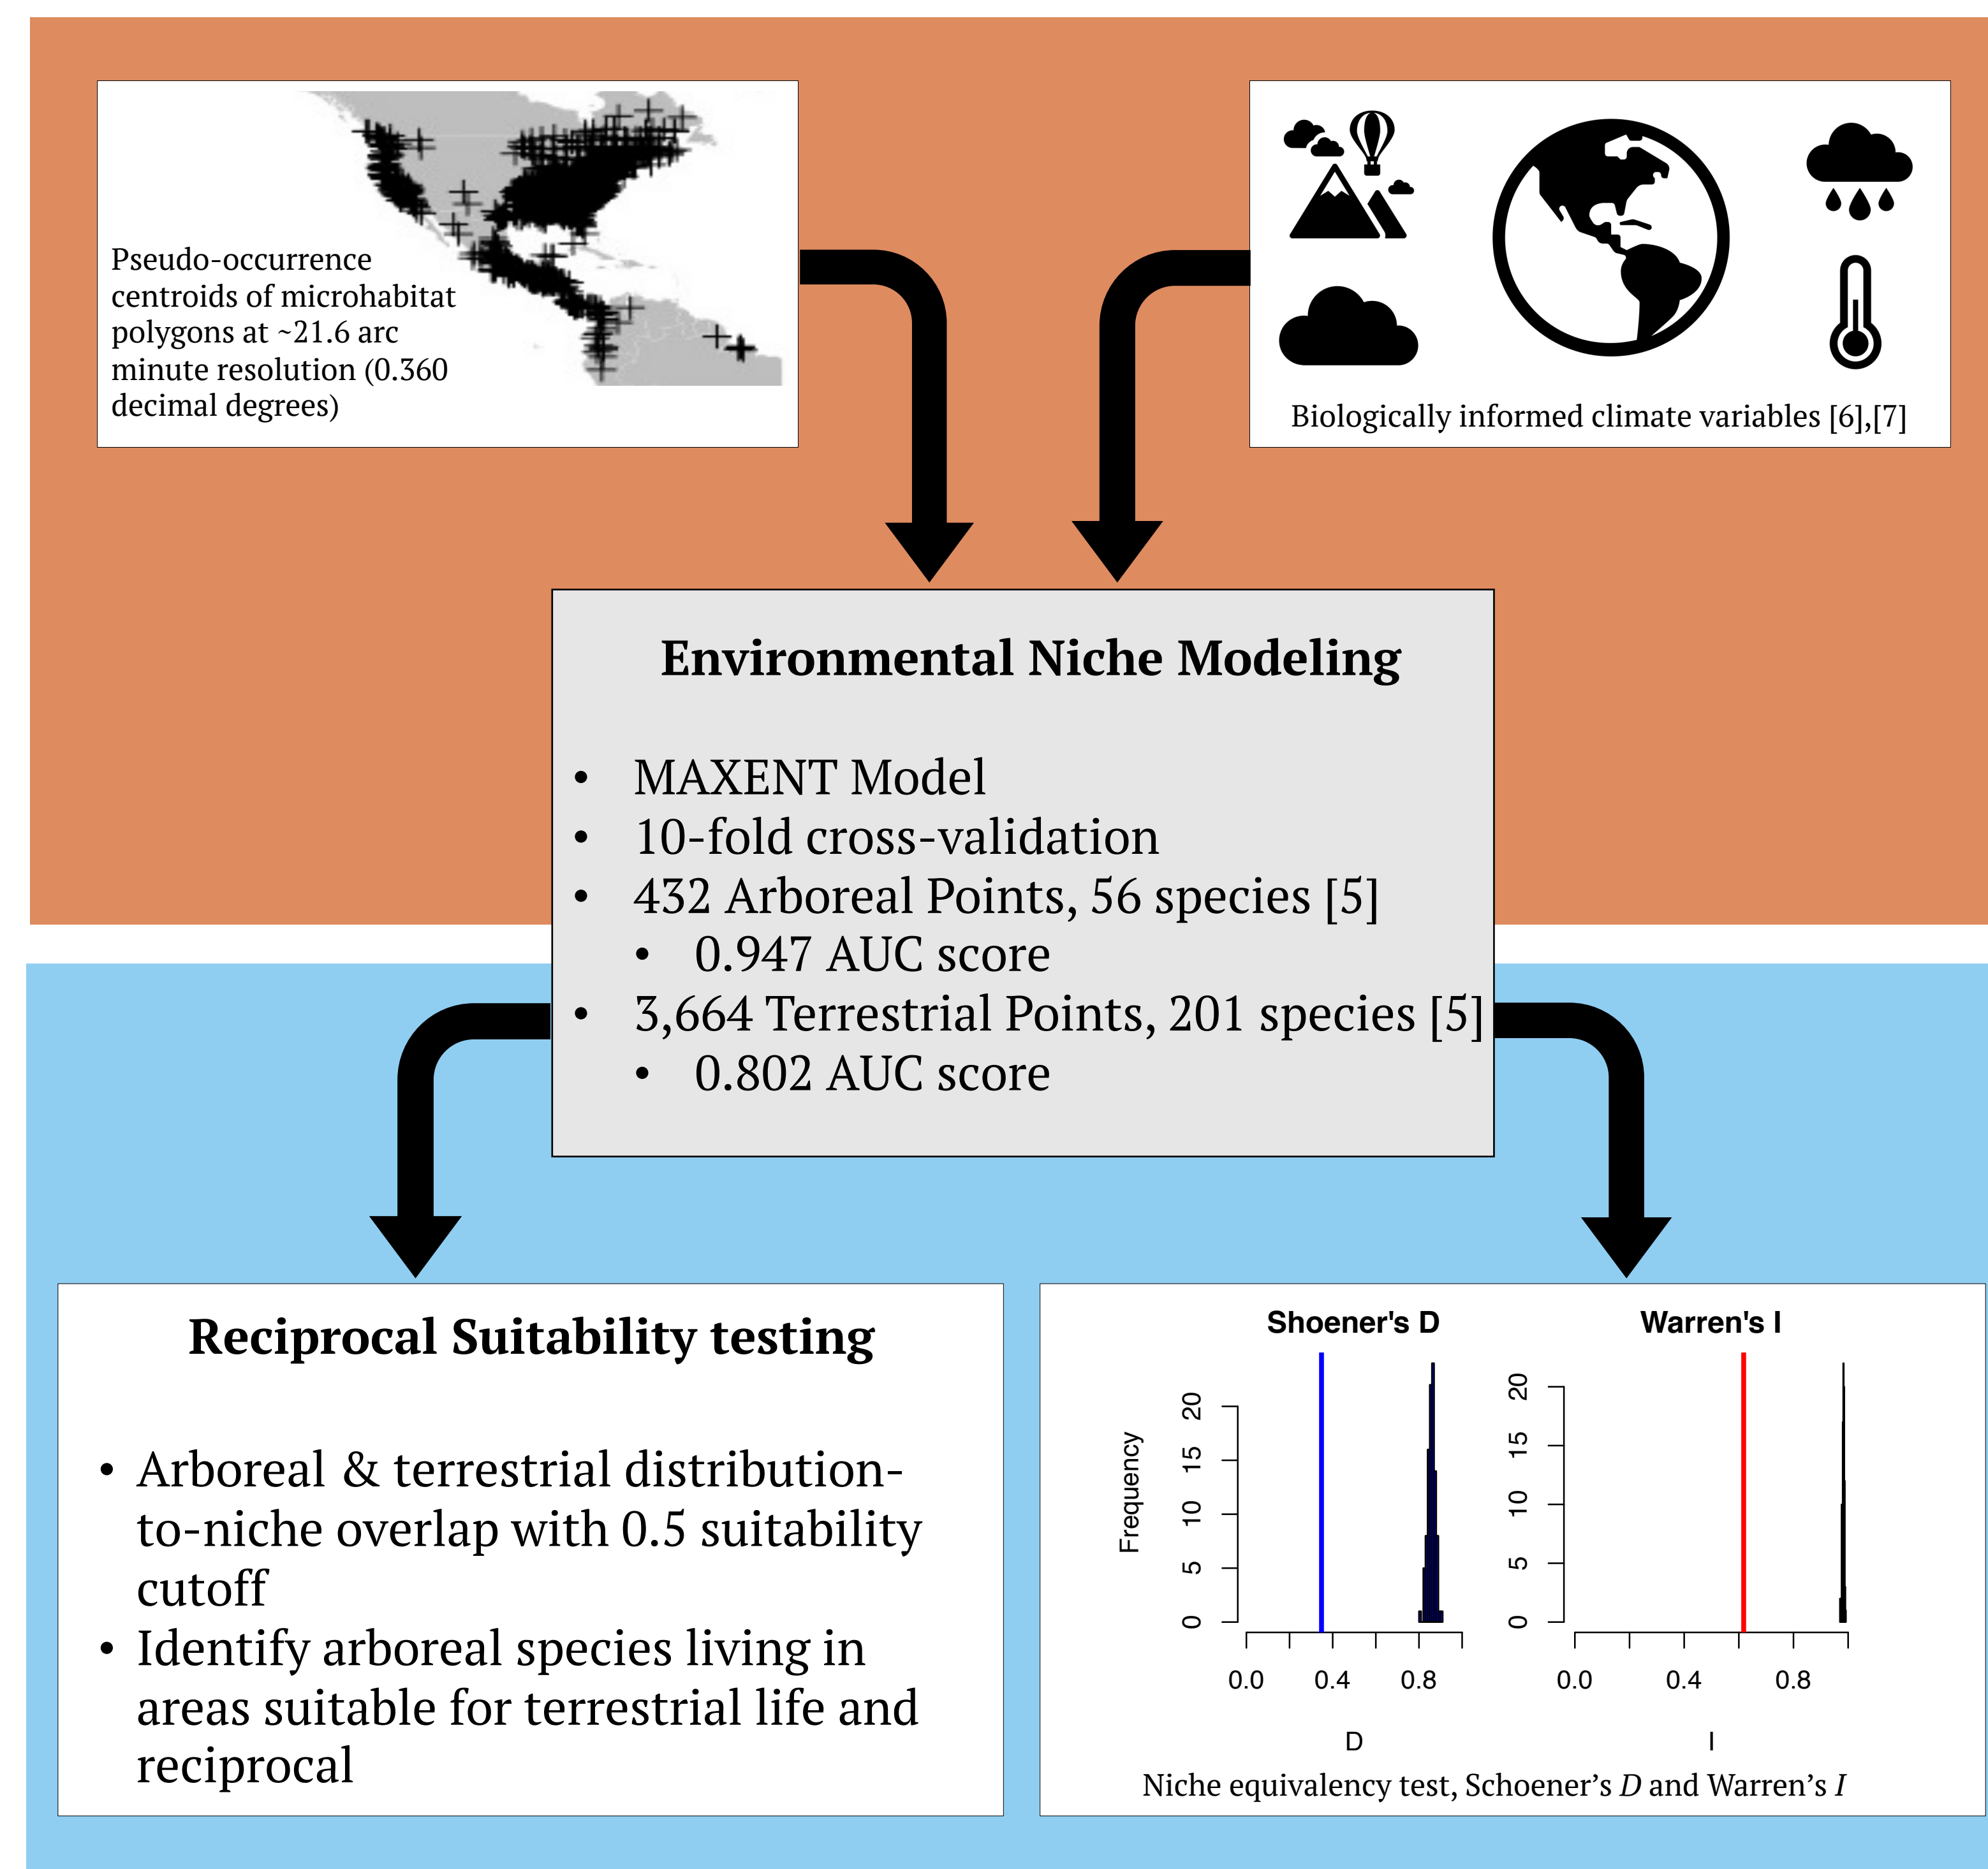 Pseudo-occurrence
centroids of microhabitat
polygons at ~21.6 arc
minute resolution (0.360
decimal degrees)
Biologically informed climate variables [6],[7]
Environmental Niche Modeling
• MAXENT Model
• 10-fold cross-validation
• 432 Arboreal Points, 56 species [5]
• 0.947 AUC score
• 3,664 Terrestrial Points, 201 species [5]
• 0.802 AUC score
Reciprocal Suitability testing
• Arboreal & terrestrial distribution-
to-niche overlap with 0.5 suitability
cutoff
• Identify arboreal species living in
areas suitable for terrestrial life and
reciprocal
Shoener's D
Frequency
20
15
10
5
0
0.0 0.4 0.8
D
Warren's I
20
15
10
5
0
0.0 0.4 0.8
I
Niche equivalency test, Schoener’s D and Warren’s I